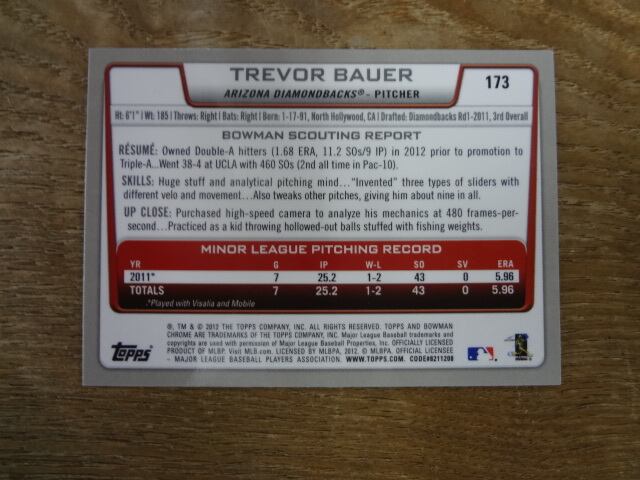 TREVOR BAUER
173
ARIZONA DIAMONDBACKS® - PITCHER
Ht: 6'1" | Wt: 185 | Throws: Right | Bats: Right | Born: 1-17-91, North Hollywood, CA | Drafted: Diamondbacks Rd1-2011, 3rd Overall
BOWMAN SCOUTING REPORT
RÉSUMÉ: Owned Double-A hitters (1.68 ERA, 11.2 SOs/9 IP) in 2012 prior to promotion to
Triple-A...Went 38-4 at UCLA with 460 SOs (2nd all time in Pac-10).
SKILLS: Huge stuff and analytical pitching mind..."Invented" three types of sliders with
different velo and movement...Also tweaks other pitches, giving him about nine in all.
UP CLOSE: Purchased high-speed camera to analyze his mechanics at 480 frames-per-
second...Practiced as a kid throwing hollowed-out balls stuffed with fishing weights.
MINOR LEAGUE PITCHING RECORD
YR G IP W-L SO SV ERA
2011* 7 25.2 1-2 43 0 5.96
TOTALS 7 25.2 1-2 43 0 5.96
*Played with Visalia and Mobile
®, TM & © 2012 THE TOPPS COMPANY, INC. ALL RIGHTS RESERVED. TOPPS AND BOWMAN
CHROME ARE TRADEMARKS OF THE TOPPS COMPANY, INC. Major League Baseball trademarks and
copyrights are used with permission of Major League Baseball Properties, Inc. OFFICIALLY LICENSED
PRODUCT OF MLBP. Visit MLB.com. LICENSED BY MLBPA, 2012. © MLBPA. OFFICIAL LICENSEE
- MAJOR LEAGUE BASEBALL PLAYERS ASSOCIATION. WWW.TOPPS.COM. CODE#8211208
Topps